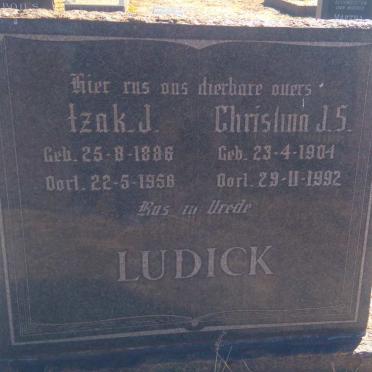 Hier rus ons dierbare ouers
Izak J. Christina J.S.
Geb. 25-8-1886 Geb. 23-4-1904
Oorl. 22-5-1958 Oorl. 29-11-1992
Rus in Vrede
LUDICK